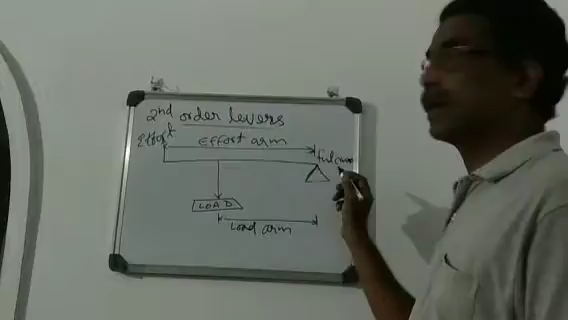 2nd order levers
Effort
Effort arm
fulcrum
LOAD
Load arm